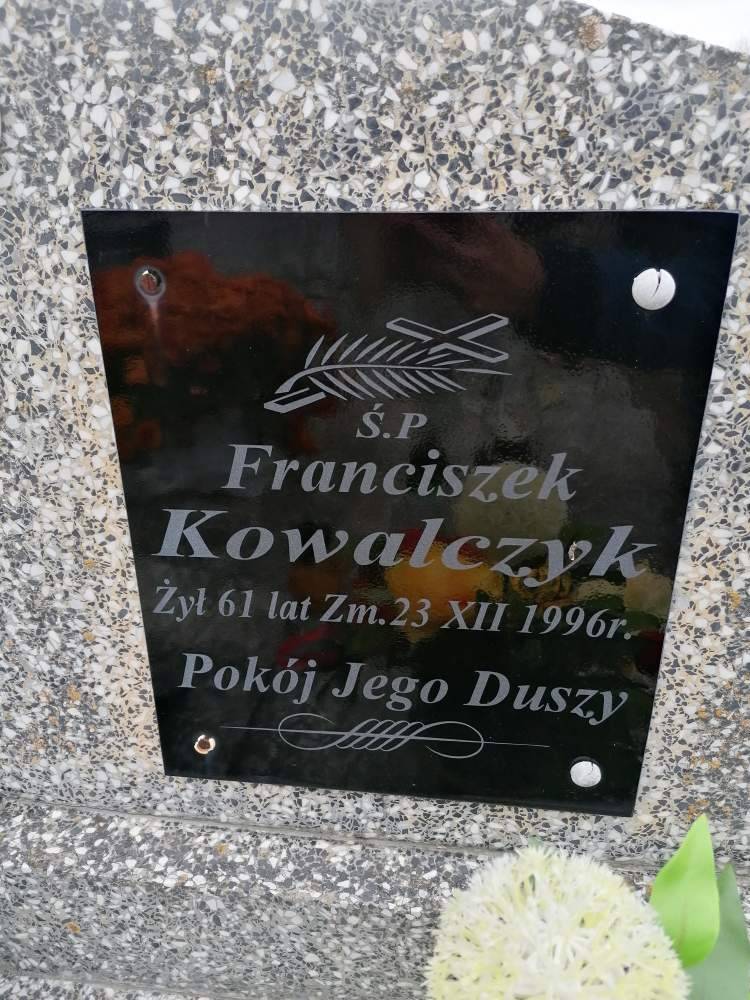 Ś.P
Franciszek
Kowalczyk
Żył 61 lat Zm.23 XII 1996r.
Pokój Jego Duszy